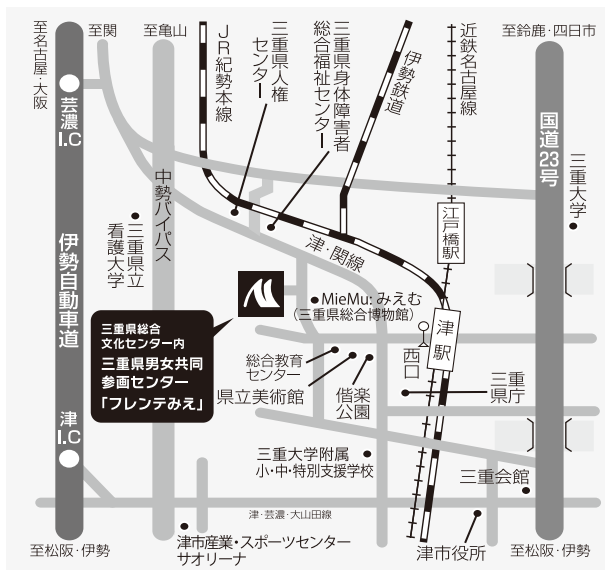 至名古屋・大阪
至関
至亀山
JR紀勢本線
三重県人権
センター
三重県身体障害者
総合福祉センター
伊勢鉄道
近鉄名古屋線
至鈴鹿・四日市
芸濃
I.C
国道23号
三重大学
中勢バイパス
江戸橋駅
三重県立
看護大学
津・関線
伊勢自動車道
MieMu:みえむ
(三重県総合博物館)
津駅
西口
三重県総合
文化センター内
三重県男女共同
参画センター
「フレンテみえ」
総合教育
センター
県立美術館
偕楽
公園
三重
県庁
津
I.C
三重大学附属
小・中・特別支援学校
三重会館
津・芸濃・大山田線
至松阪・伊勢
津市産業・スポーツセンター
サオリーナ
津市役所
至松阪・伊勢